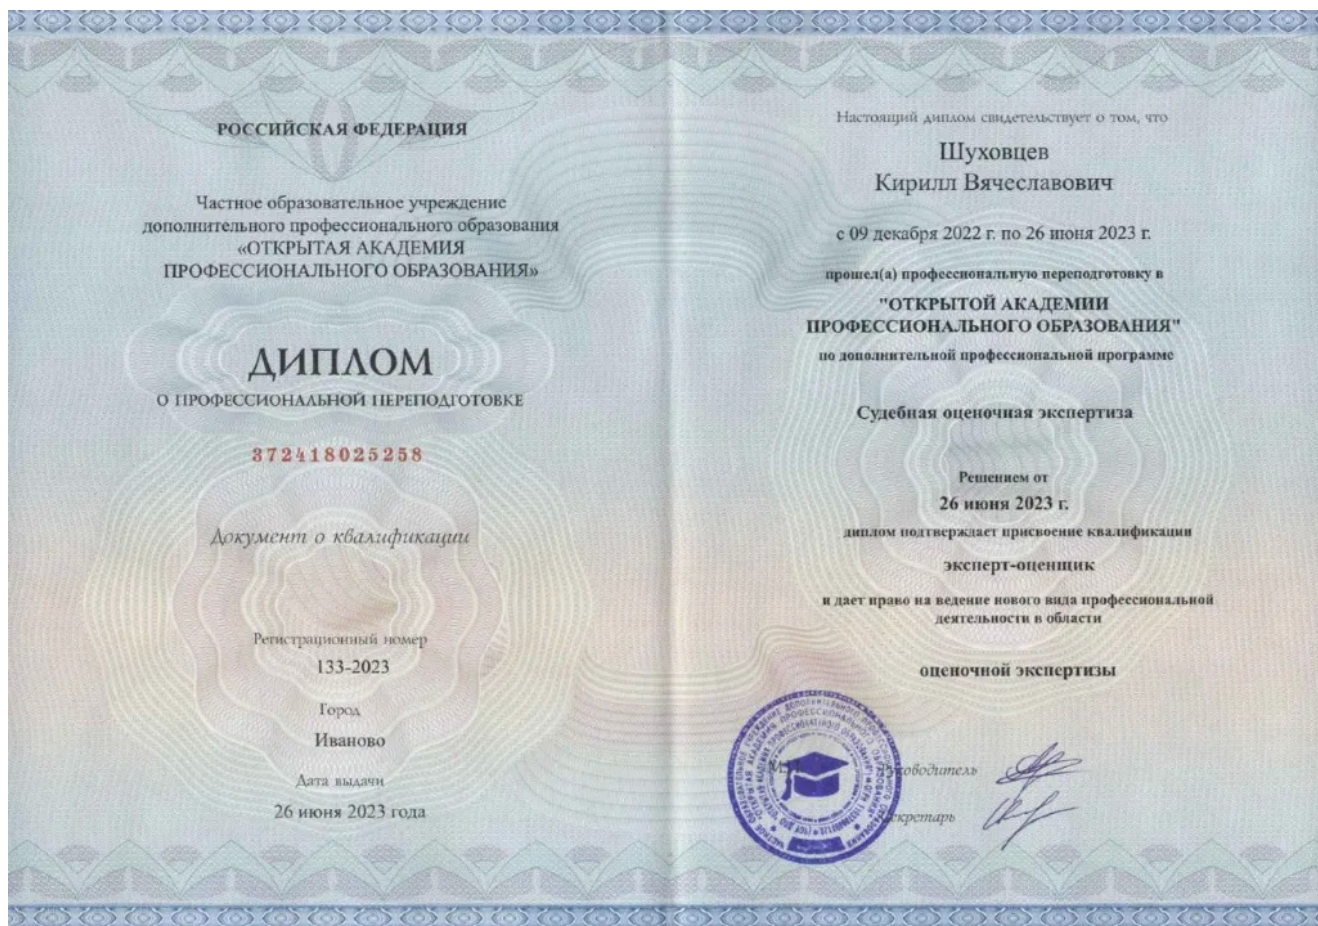 РОССИЙСКАЯ ФЕДЕРАЦИЯ
Частное образовательное учреждение
дополнительного профессионального образования
«ОТКРЫТАЯ АКАДЕМИЯ
ПРОФЕССИОНАЛЬНОГО ОБРАЗОВАНИЯ»
ДИПЛОМ
О ПРОФЕССИОНАЛЬНОЙ ПЕРЕПОДГОТОВКЕ
372418025258
Документ о квалификации
Регистрационный номер
133-2023
Город
Иваново
Дата выдачи
26 июня 2023 года
Настоящий диплом свидетельствует о том, что
Шуховцев
Кирилл Вячеславович
с 09 декабря 2022 г. по 26 июня 2023 г.
прошел(а) профессиональную переподготовку в
"ОТКРЫТОЙ АКАДЕМИИ
ПРОФЕССИОНАЛЬНОГО ОБРАЗОВАНИЯ"
по дополнительной профессиональной программе
Судебная оценочная экспертиза
Решением от
26 июня 2023 г.
диплом подтверждает присвоение квалификации
эксперт-оценщик
и дает право на ведение нового вида профессиональной
деятельности в области
оценочной экспертизы
Руководитель
Секретарь